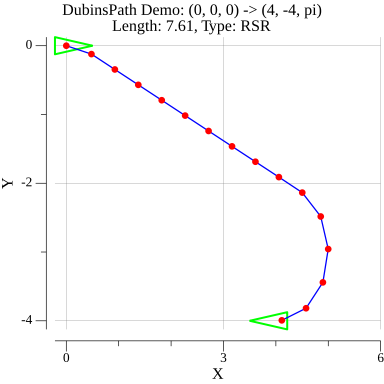 DubinsPath Demo: (0, 0, 0) -> (4, -4, pi)
Length: 7.61, Type: RSR
0
-2
-4
Y
0
3
6
X